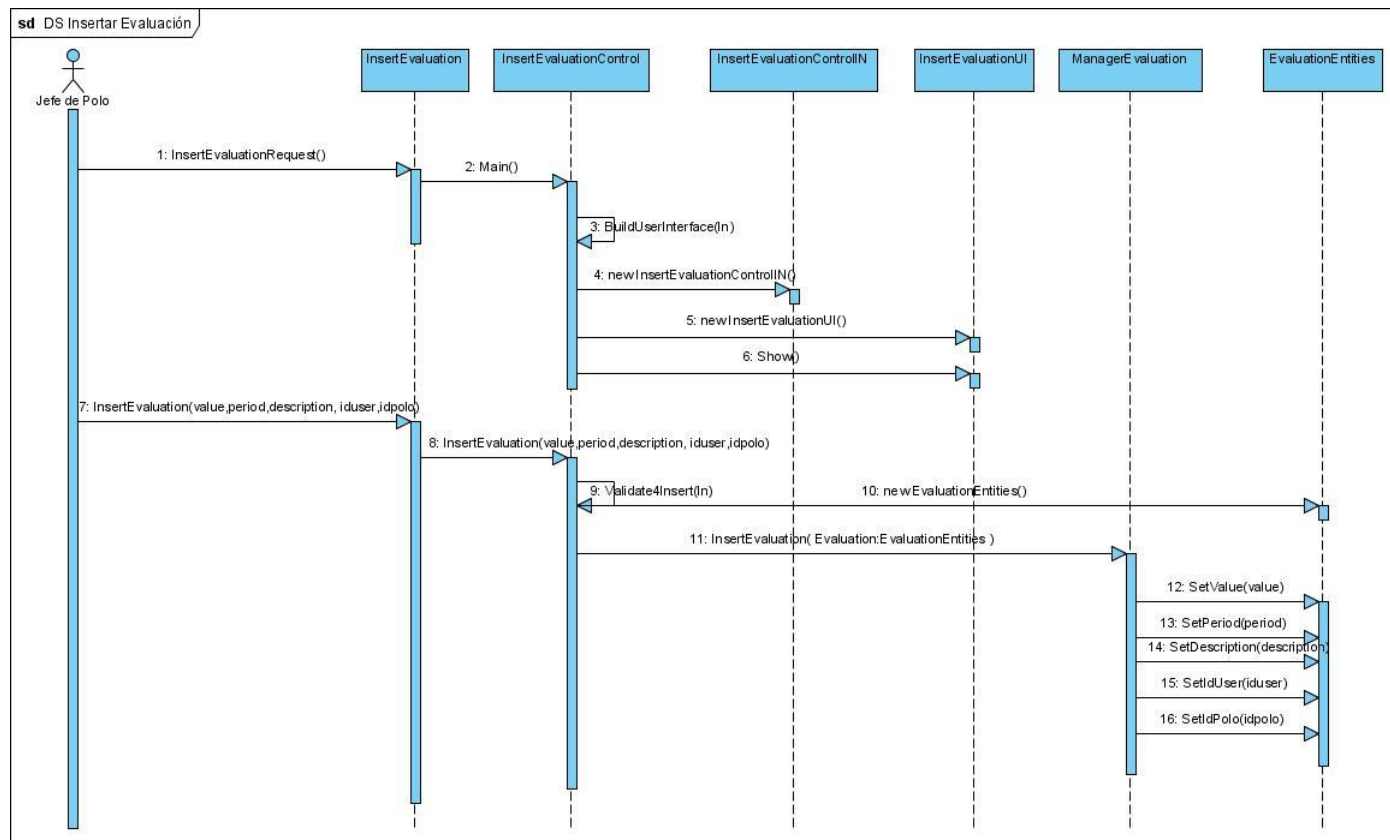 sd DS Insertar Evaluación
Jefe de Polo
InsertEvaluation
InsertEvaluationControl
InsertEvaluationControlIN
InsertEvaluationUI
ManagerEvaluation
EvaluationEntities
1: InsertEvaluationRequest()
2: Main()
3: BuildUserInterface(In)
4: newInsertEvaluationControlIN()
5: newInsertEvaluationUI()
6: Show()
7: InsertEvaluation(value,period,description, iduser,idpolo)
8: InsertEvaluation(value,period,description, iduser,idpolo)
9: Validate4Insert(In)
10: newEvaluationEntities()
11: InsertEvaluation( Evaluation:EvaluationEntities )
12: SetValue(value)
13: SetPeriod(period)
14: SetDescription(description)
15: SetIdUser(iduser)
16: SetIdPolo(idpolo)